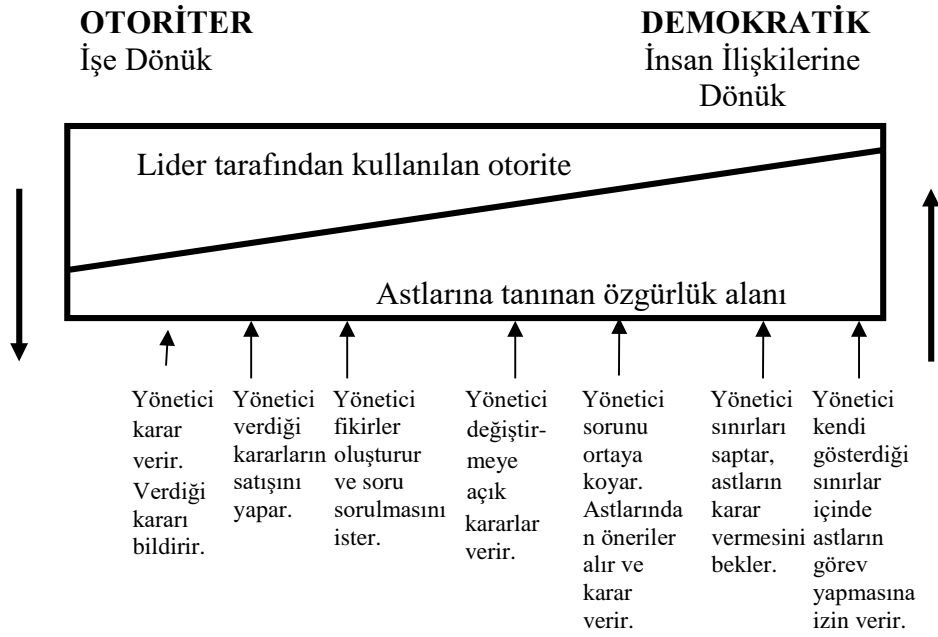 OTORİTER
İşe Dönük
DEMOKRATİK
İnsan İlişkilerine
Dönük
Lider tarafından kullanılan otorite
Astlarına tanınan özgürlük alanı
Yönetici
karar
verir.
Verdiği
kararı
bildirir.
Yönetici
verdiği
kararların
satışını
yapar.
Yönetici
fikirler
oluşturur
ve soru
sorulmasını
ister.
Yönetici
değiştir-
meye
açık
kararlar
verir.
Yönetici
sorunu
ortaya
koyar.
Astlarında
n öneriler
alır ve
karar
verir.
Yönetici
sınırları
saptar,
astların
karar
vermesini
bekler.
Yönetici
kendi
gösterdiği
sınırlar
içinde
astların
görev
yapmasına
izin verir.